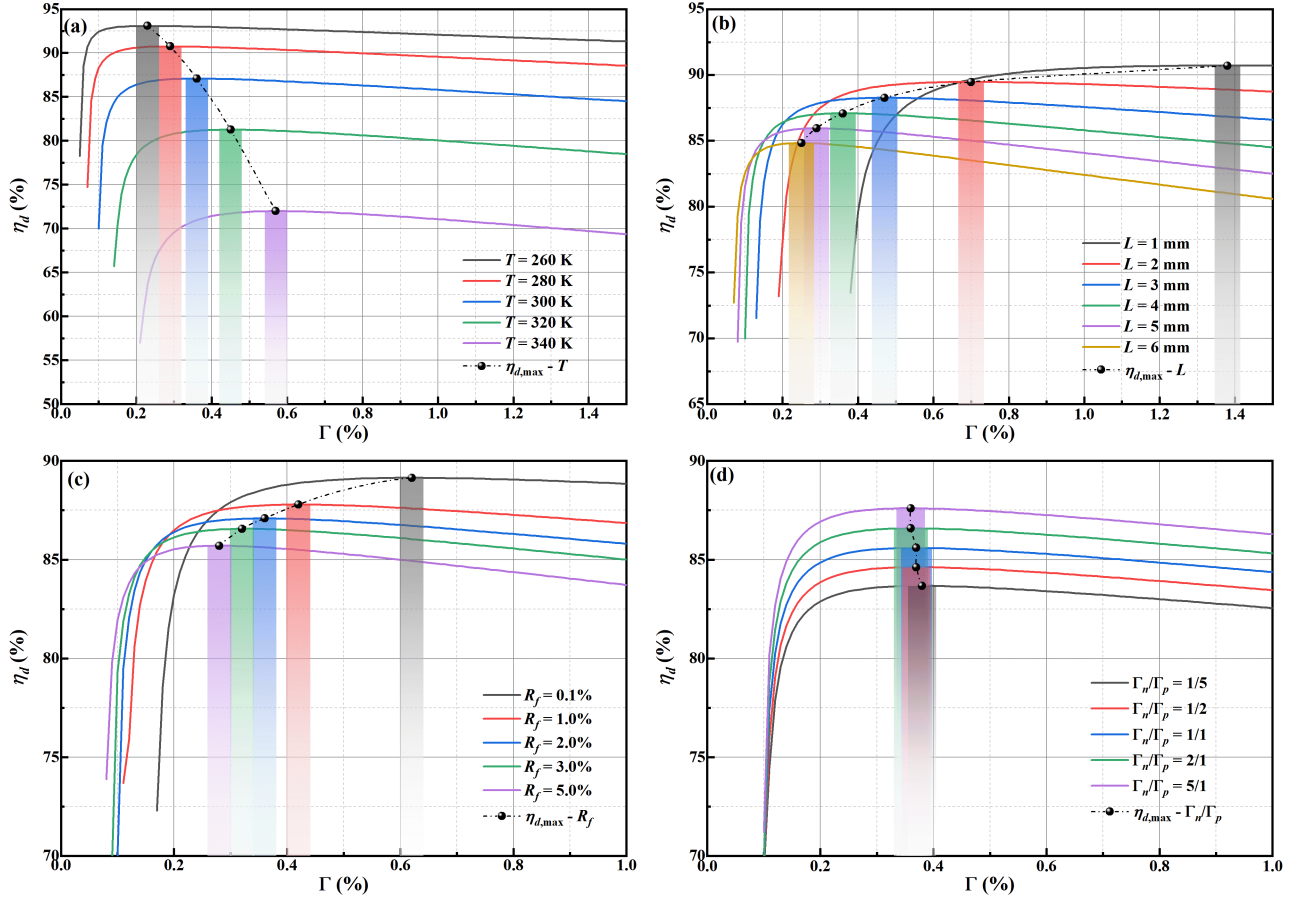 (a)
95
90
85
80
75
70
65
60
55
50
η_d (%)
T = 260 K
T = 280 K
T = 300 K
T = 320 K
T = 340 K
η_d,max - T
0.0 0.2 0.4 0.6 0.8 1.0 1.2 1.4
Γ (%)
(b)
95
90
85
80
75
70
65
η_d (%)
L = 1 mm
L = 2 mm
L = 3 mm
L = 4 mm
L = 5 mm
L = 6 mm
η_d,max - L
0.0 0.2 0.4 0.6 0.8 1.0 1.2 1.4
Γ (%)
(c)
90
85
80
75
70
η_d (%)
R_f = 0.1%
R_f = 1.0%
R_f = 2.0%
R_f = 3.0%
R_f = 5.0%
η_d,max - R_f
0.0 0.2 0.4 0.6 0.8 1.0
Γ (%)
(d)
90
85
80
75
70
η_d (%)
Γ_n/Γ_p = 1/5
Γ_n/Γ_p = 1/2
Γ_n/Γ_p = 1/1
Γ_n/Γ_p = 2/1
Γ_n/Γ_p = 5/1
η_d,max - Γ_n/Γ_p
0.0 0.2 0.4 0.6 0.8 1.0
Γ (%)